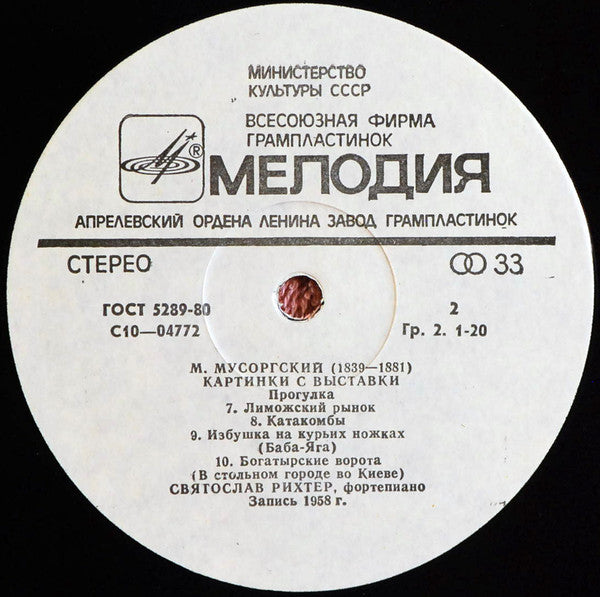 МИНИСТЕРСТВО
КУЛЬТУРЫ СССР
ВСЕСОЮЗНАЯ ФИРМА
ГРАМПЛАСТИНОК
® МЕЛОДИЯ
АПРЕЛЕВСКИЙ ОРДЕНА ЛЕНИНА ЗАВОД ГРАМПЛАСТИНОК
СТЕРЕО 33
ГОСТ 5289-80 2
С10—04772 Гр. 2. 1-20
М. МУСОРГСКИЙ (1839—1881)
КАРТИНКИ С ВЫСТАВКИ
Прогулка
7. Лиможский рынок
8. Катакомбы
9. Избушка на курьих ножках
(Баба-Яга)
10. Богатырские ворота
(В стольном городе во Киеве)
СВЯТОСЛАВ РИХТЕР, фортепиано
Запись 1958 г.